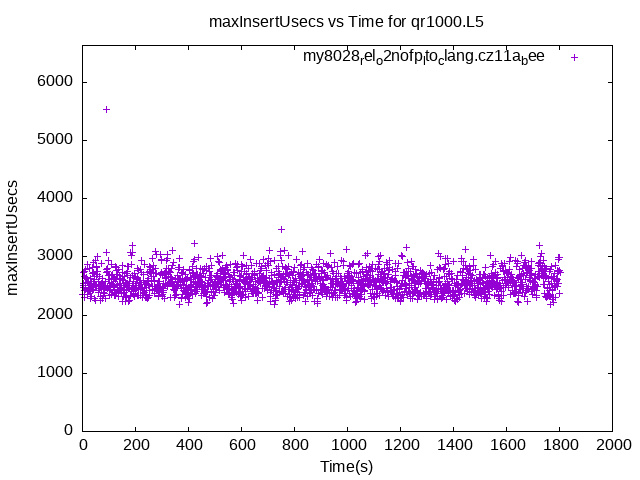 maxInsertUsecs vs Time for qr1000.L5
my8028relo2nofpltoclang.cz11abee
6000
5000
4000
3000
2000
1000
0
maxInsertUsecs
0 200 400 600 800 1000 1200 1400 1600 1800 2000
Time(s)